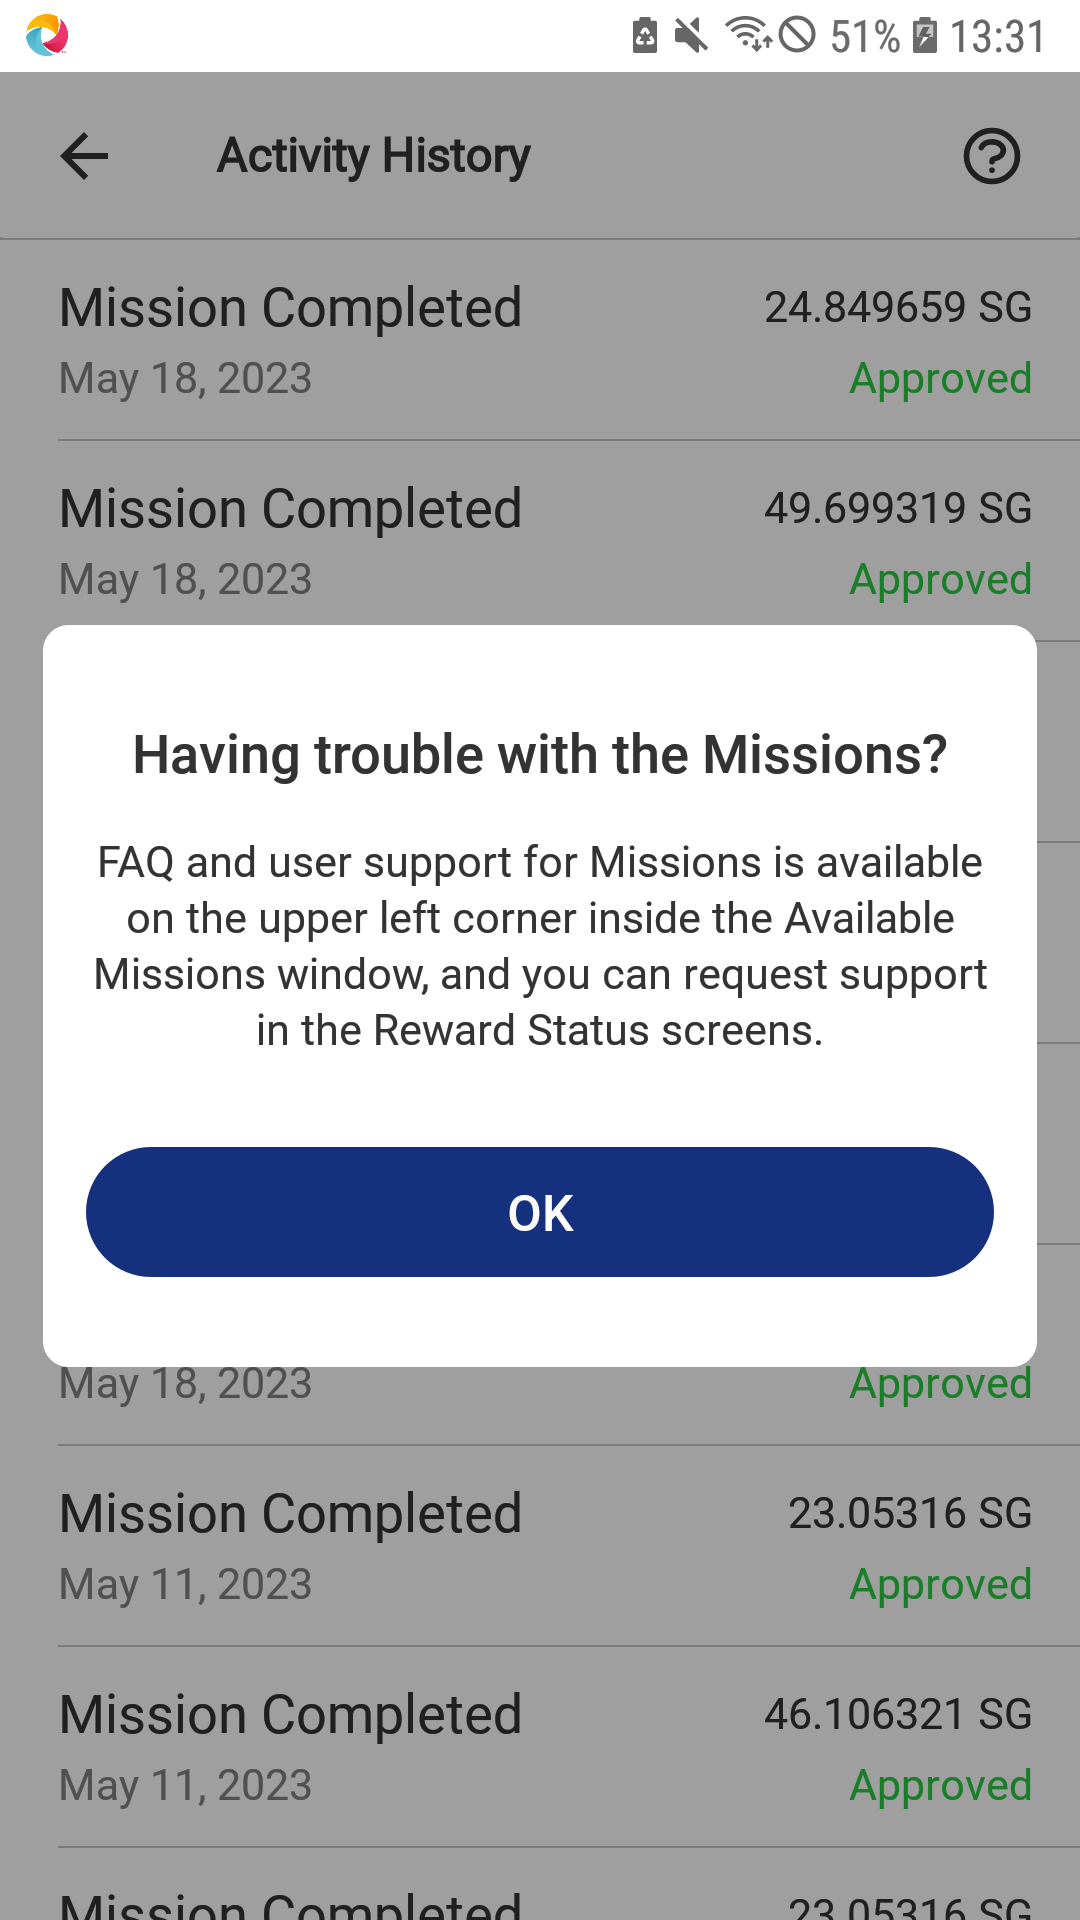 51% 13:31
Activity History
Mission Completed 24.849659 SG
May 18, 2023 Approved
Mission Completed 49.699319 SG
May 18, 2023 Approved
Having trouble with the Missions?
FAQ and user support for Missions is available
on the upper left corner inside the Available
Missions window, and you can request support
in the Reward Status screens.
OK
May 18, 2023 Approved
Mission Completed 23.05316 SG
May 11, 2023 Approved
Mission Completed 46.106321 SG
May 11, 2023 Approved
Mission Completed 23.05316 SG